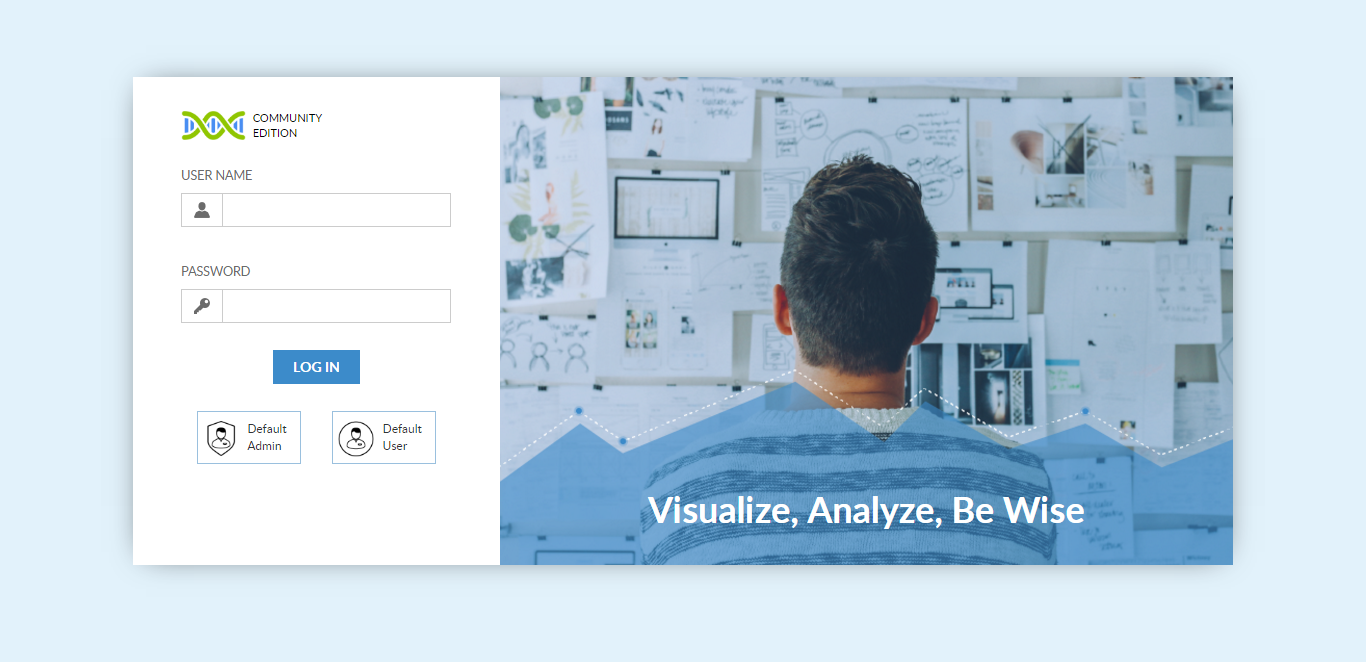 COMMUNITY
EDITION
USER NAME
PASSWORD
LOG IN
Default
Admin
Default
User
Visualize, Analyze, Be Wise